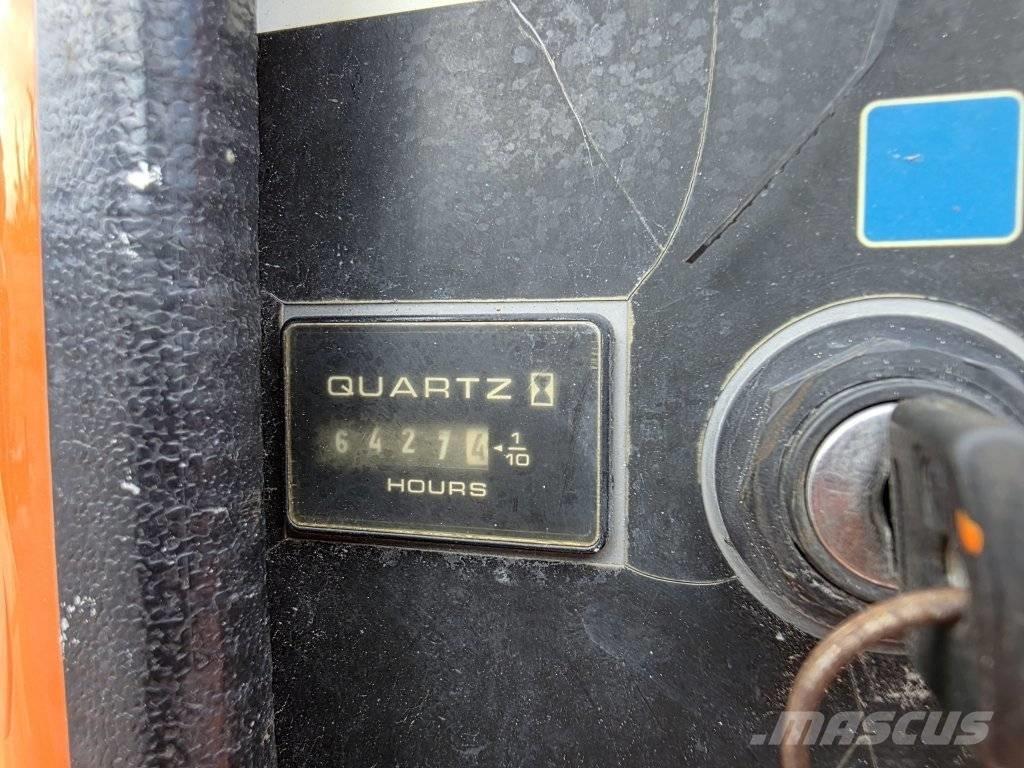 QUARTZ
64274 1/10
HOURS
MASCUS